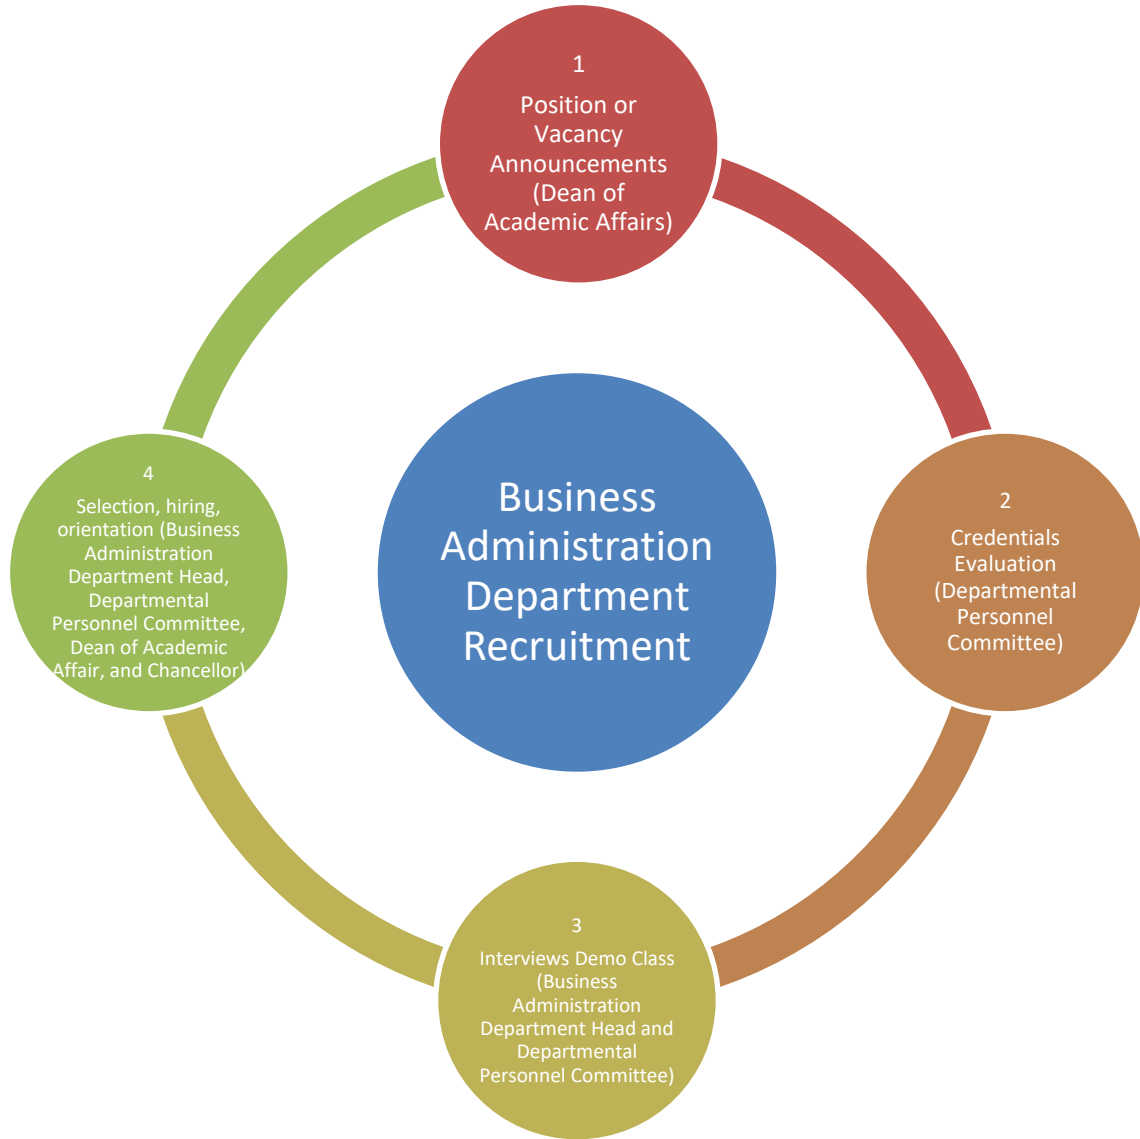 1
Position or
Vacancy
Announcements
(Dean of
Academic Affairs)
Business
Administration
Department
Recruitment
2
Credentials
Evaluation
(Departmental
Personnel
Committee)
3
Interviews Demo Class
(Business
Administration
Department Head and
Departmental
Personnel Committee)
4
Selection, hiring,
orientation (Business
Administration
Department Head,
Departmental
Personnel Committee,
Dean of Academic
Affair, and Chancellor)